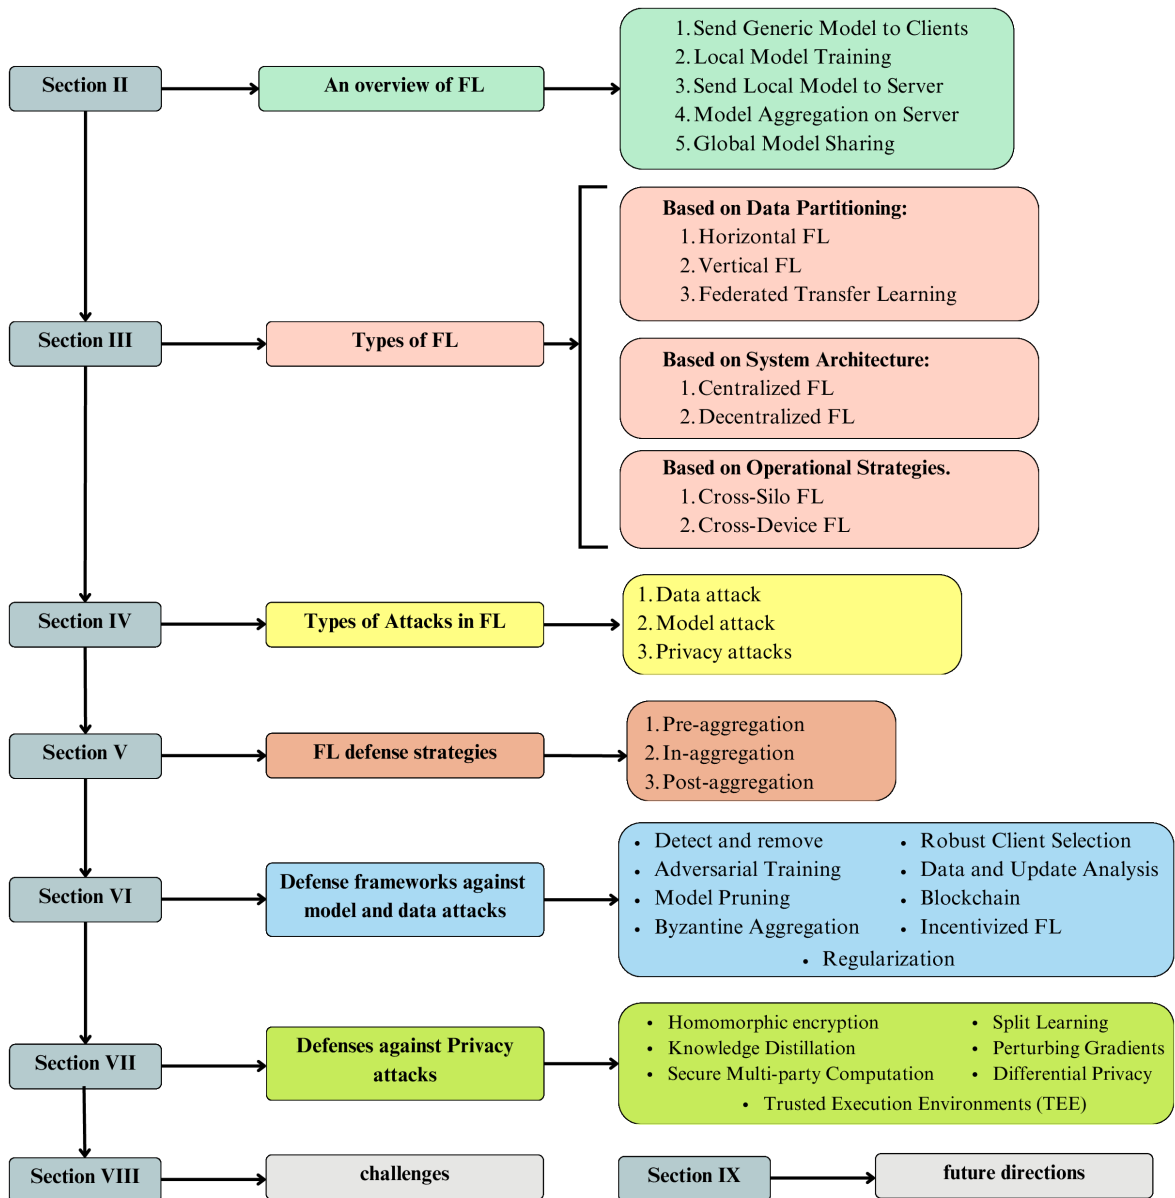 Section II
An overview of FL
1. Send Generic Model to Clients
2. Local Model Training
3. Send Local Model to Server
4. Model Aggregation on Server
5. Global Model Sharing
Section III
Types of FL
Based on Data Partitioning:
1. Horizontal FL
2. Vertical FL
3. Federated Transfer Learning
Based on System Architecture:
1. Centralized FL
2. Decentralized FL
Based on Operational Strategies.
1. Cross-Silo FL
2. Cross-Device FL
Section IV
Types of Attacks in FL
1. Data attack
2. Model attack
3. Privacy attacks
Section V
FL defense strategies
1. Pre-aggregation
2. In-aggregation
3. Post-aggregation
Section VI
Defense frameworks against
model and data attacks
• Detect and remove
• Adversarial Training
• Model Pruning
• Byzantine Aggregation
• Robust Client Selection
• Data and Update Analysis
• Blockchain
• Incentivized FL
• Regularization
Section VII
Defenses against Privacy
attacks
• Homomorphic encryption
• Knowledge Distillation
• Secure Multi-party Computation
• Split Learning
• Perturbing Gradients
• Differential Privacy
• Trusted Execution Environments (TEE)
Section VIII
challenges
Section IX
future directions